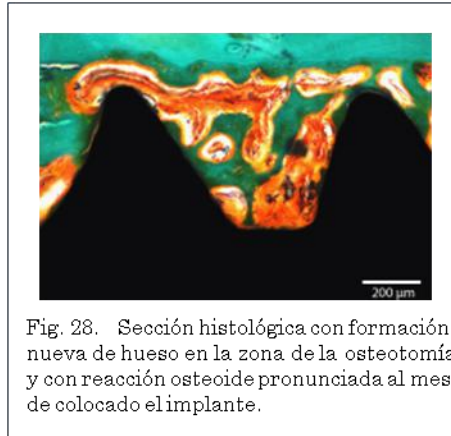 200 µm
Fig. 28. Sección histológica con formación
nueva de hueso en la zona de la osteotomía
y con reacción osteoide pronunciada al mes
de colocado el implante.